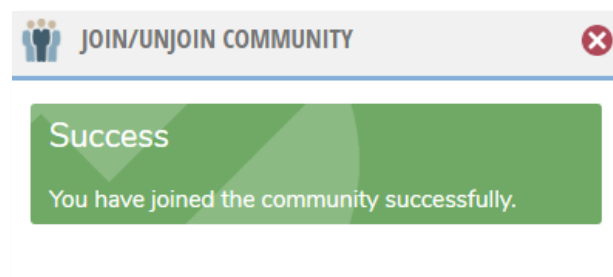 JOIN/UNJOIN COMMUNITY
Success
You have joined the community successfully.